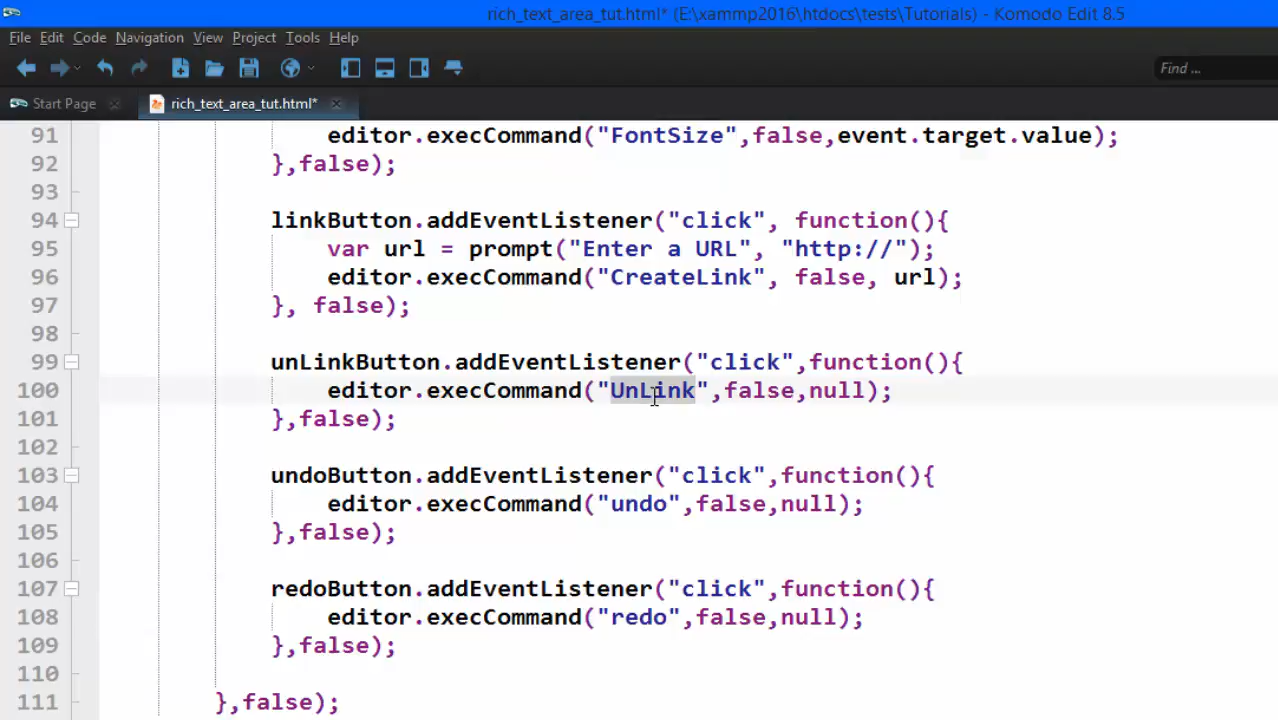 rich_text_area_tut.html* (E:\xammp2016\htdocs\tests\Tutorials) - Komodo Edit 8.5
File Edit Code Navigation View Project Tools Help
Find ...
Start Page rich_text_area_tut.html*
91 editor.execCommand("FontSize",false,event.target.value);
92 },false);
93
94 linkButton.addEventListener("click", function(){
95 var url = prompt("Enter a URL", "http://");
96 editor.execCommand("CreateLink", false, url);
97 }, false);
98
99 unLinkButton.addEventListener("click",function(){
100 editor.execCommand("UnLink",false,null);
101 },false);
102
103 undoButton.addEventListener("click",function(){
104 editor.execCommand("undo",false,null);
105 },false);
106
107 redoButton.addEventListener("click",function(){
108 editor.execCommand("redo",false,null);
109 },false);
110
111 },false);